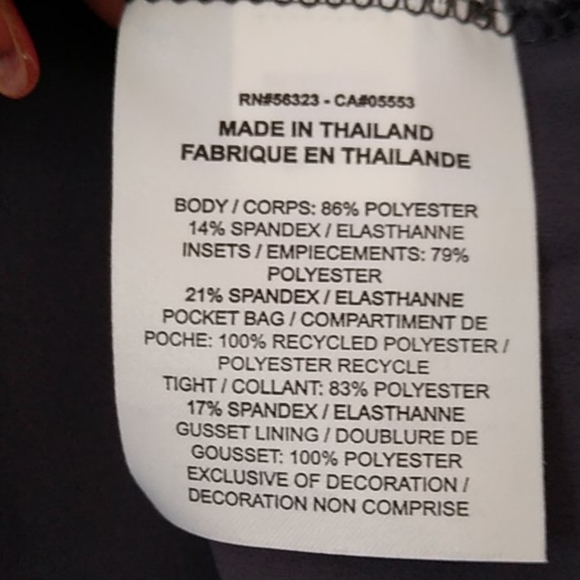 RN#56323 - CA#05553
MADE IN THAILAND
FABRIQUE EN THAILANDE
BODY / CORPS: 86% POLYESTER
14% SPANDEX / ELASTHANNE
INSETS / EMPIECEMENTS: 79%
POLYESTER
21% SPANDEX / ELASTHANNE
POCKET BAG / COMPARTIMENT DE
POCHE: 100% RECYCLED POLYESTER /
POLYESTER RECYCLE
TIGHT / COLLANT: 83% POLYESTER
17% SPANDEX / ELASTHANNE
GUSSET LINING / DOUBLURE DE
GOUSSET: 100% POLYESTER
EXCLUSIVE OF DECORATION /
DECORATION NON COMPRISE